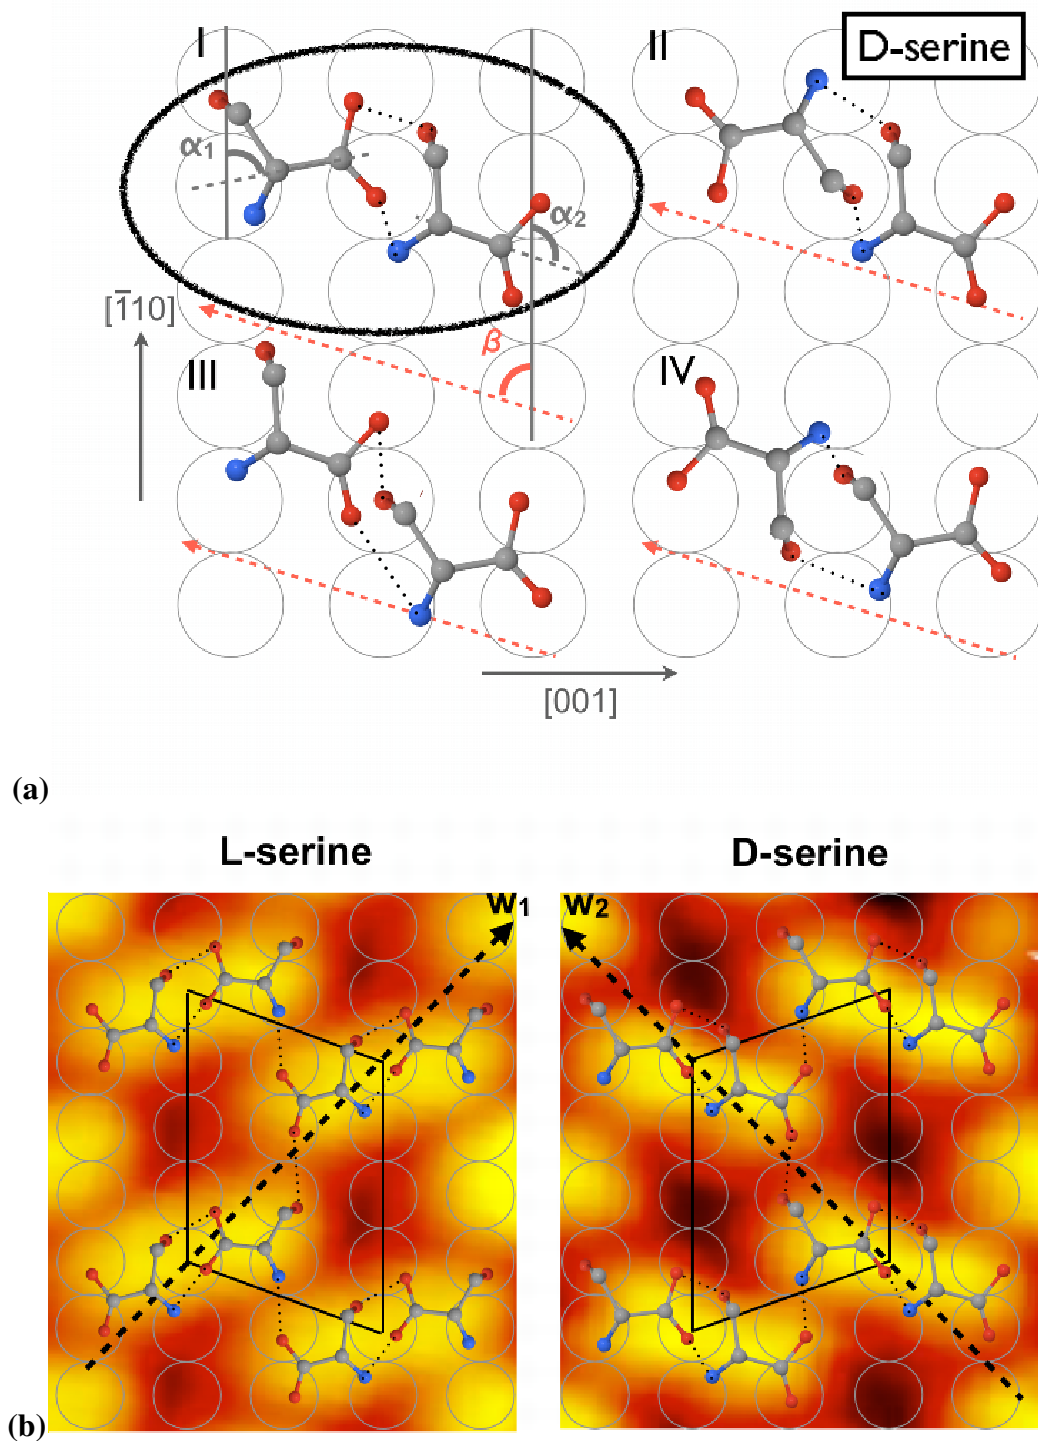 I
II
D-serine
α1
α2
[1̅10]
β
III
IV
[001]
(a)
L-serine
D-serine
w1
w2
(b)